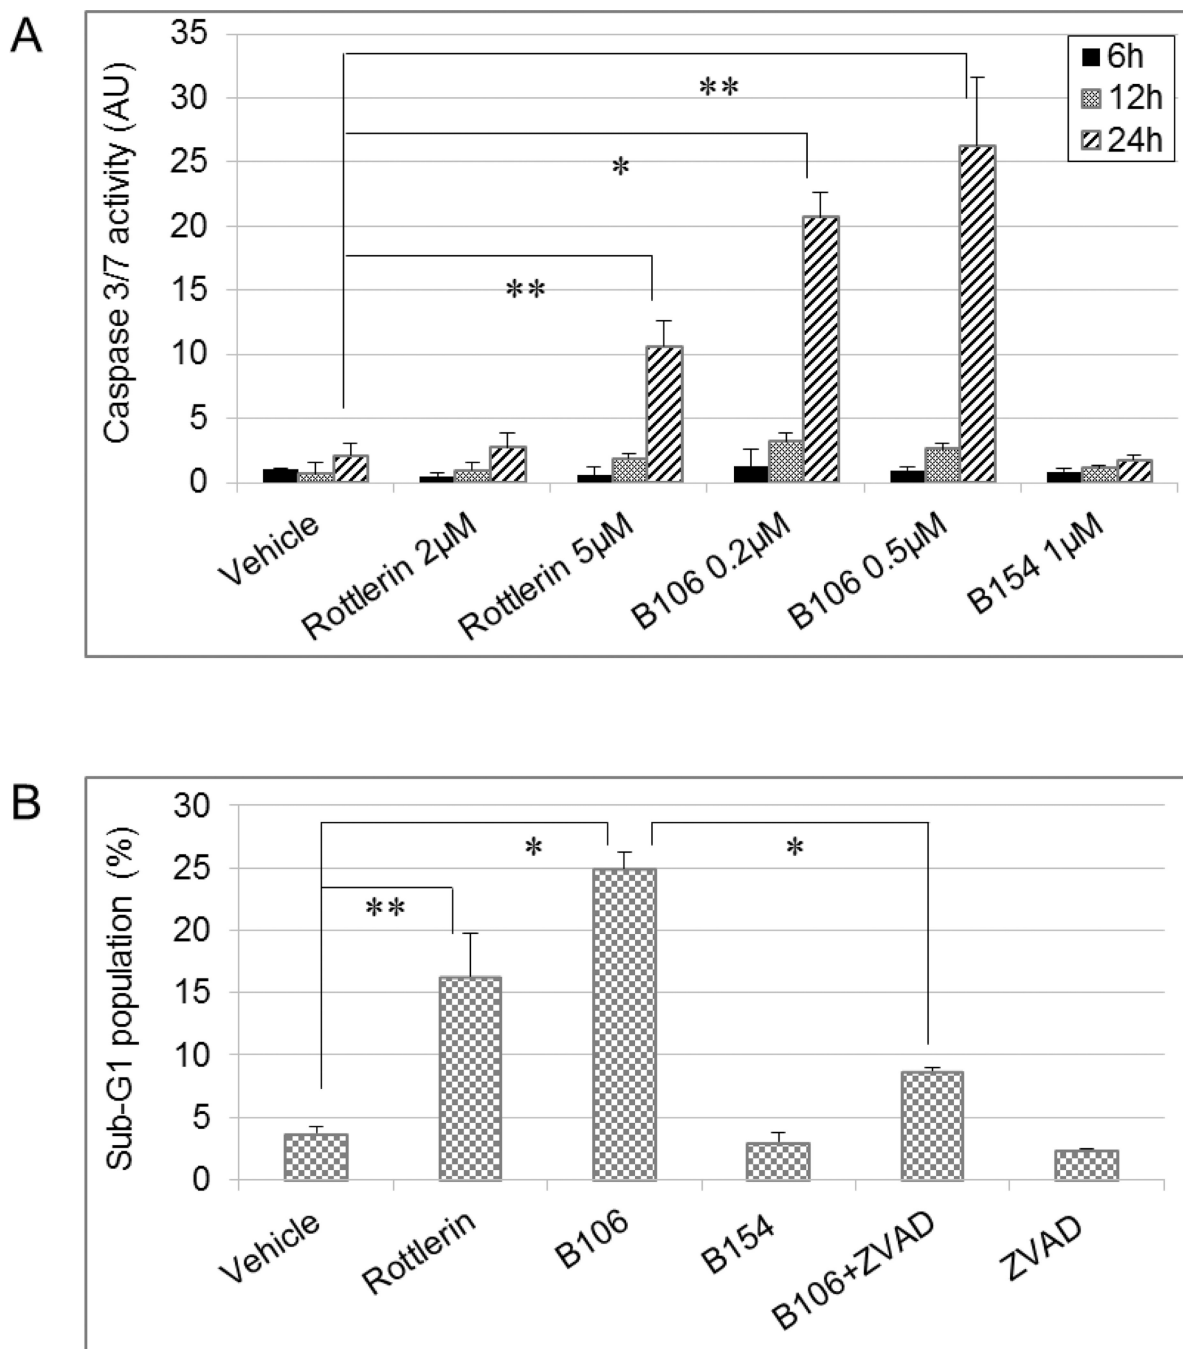 A
Caspase 3/7 activity (AU)
35
30
25
20
15
10
5
0
6h
12h
24h
**
*
**
Vehicle
Rottlerin 2µM
Rottlerin 5µM
B106 0.2µM
B106 0.5µM
B154 1µM
B
Sub-G1 population (%)
30
25
20
15
10
5
0
*
*
**
Vehicle
Rottlerin
B106
B154
B106+ZVAD
ZVAD